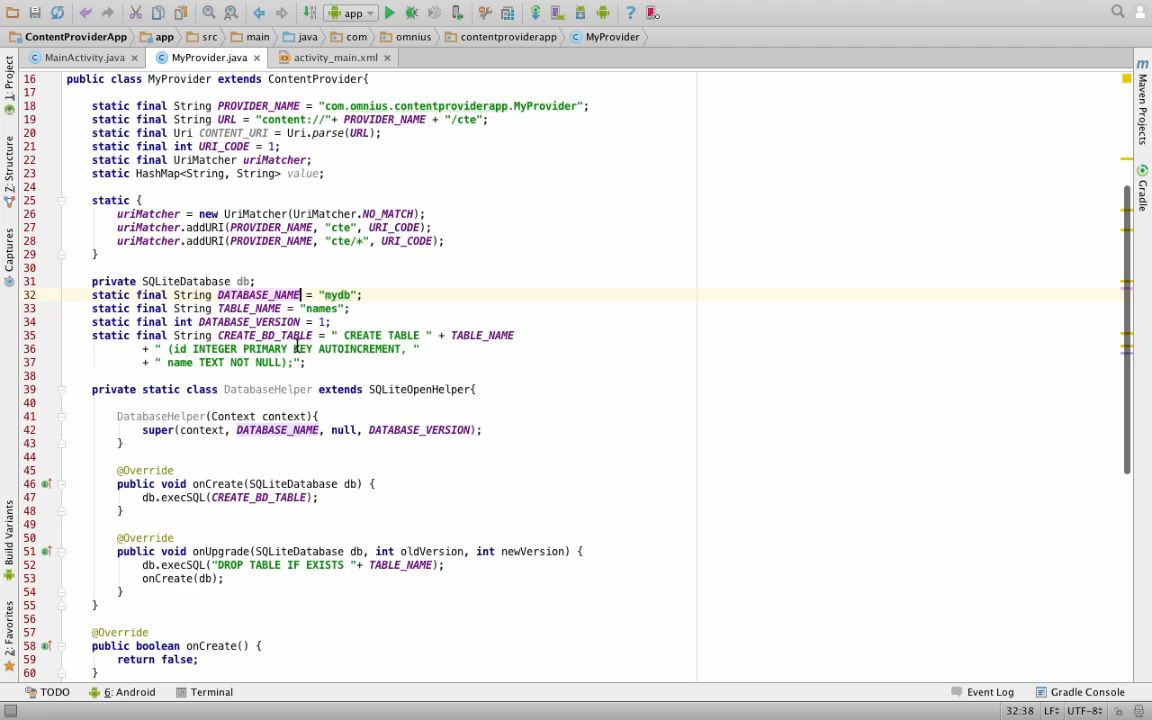 app
ContentProviderApp app src main java com omnius contentproviderapp MyProvider
MainActivity.java MyProvider.java activity_main.xml
1: Project
Z: Structure
Captures
Build Variants
2: Favorites
Maven Projects
Gradle
16 public class MyProvider extends ContentProvider{
17
18 static final String PROVIDER_NAME = "com.omnius.contentproviderapp.MyProvider";
19 static final String URL = "content://"+ PROVIDER_NAME + "/cte";
20 static final Uri CONTENT_URI = Uri.parse(URL);
21 static final int URI_CODE = 1;
22 static final UriMatcher uriMatcher;
23 static HashMap<String, String> value;
24
25 static {
26 uriMatcher = new UriMatcher(UriMatcher.NO_MATCH);
27 uriMatcher.addURI(PROVIDER_NAME, "cte", URI_CODE);
28 uriMatcher.addURI(PROVIDER_NAME, "cte/*", URI_CODE);
29 }
30
31 private SQLiteDatabase db;
32 static final String DATABASE_NAME = "mydb";
33 static final String TABLE_NAME = "names";
34 static final int DATABASE_VERSION = 1;
35 static final String CREATE_BD_TABLE = " CREATE TABLE " + TABLE_NAME
36 + " (id INTEGER PRIMARY KEY AUTOINCREMENT, "
37 + " name TEXT NOT NULL);";
38
39 private static class DatabaseHelper extends SQLiteOpenHelper{
40
41 DatabaseHelper(Context context){
42 super(context, DATABASE_NAME, null, DATABASE_VERSION);
43 }
44
45 @Override
46 public void onCreate(SQLiteDatabase db) {
47 db.execSQL(CREATE_BD_TABLE);
48 }
49
50 @Override
51 public void onUpgrade(SQLiteDatabase db, int oldVersion, int newVersion) {
52 db.execSQL("DROP TABLE IF EXISTS "+ TABLE_NAME);
53 onCreate(db);
54 }
55 }
56
57 @Override
58 public boolean onCreate() {
59 return false;
60 }
TODO 6: Android Terminal Event Log Gradle Console
32:38 LF UTF-8